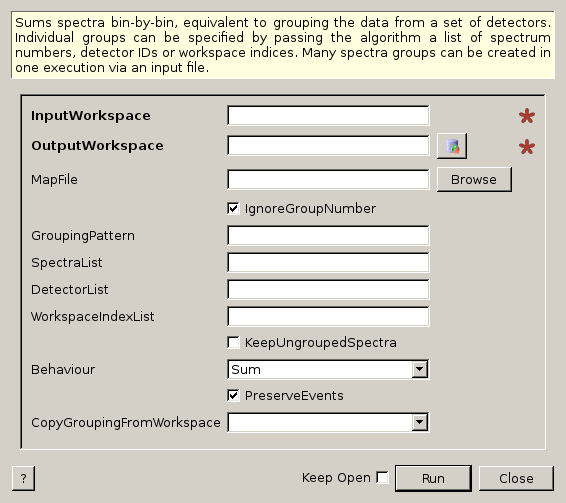 Sums spectra bin-by-bin, equivalent to grouping the data from a set of detectors.
Individual groups can be specified by passing the algorithm a list of spectrum
numbers, detector IDs or workspace indices. Many spectra groups can be created in
one execution via an input file.
InputWorkspace
OutputWorkspace
MapFile Browse
IgnoreGroupNumber
GroupingPattern
SpectraList
DetectorList
WorkspaceIndexList
KeepUngroupedSpectra
Behaviour Sum
PreserveEvents
CopyGroupingFromWorkspace
? Keep Open Run Close